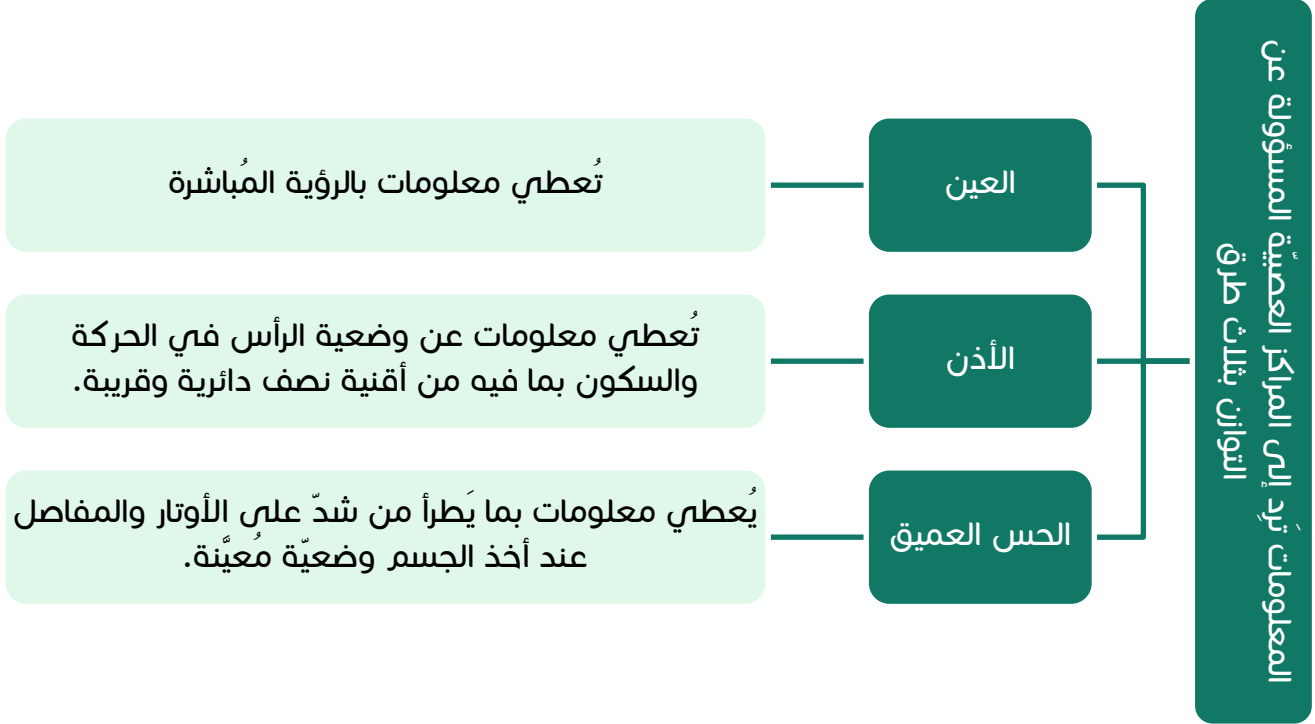 المعلومات تَرِد إلى المراكز العصبيّة المسؤولة عن
التوازن بثلاث طرق
العين
تُعطي معلومات بالرؤية المُباشرة
الأذن
تُعطي معلومات عن وضعية الرأس في الحركة
والسكون بما فيه من أقنية نصف دائرية وقريبة.
الحس العميق
يُعطي معلومات بما يَطرأ من شدّ على الأوتار والمفاصل
عند أخذ الجسم وضعيّة مُعيَّنة.